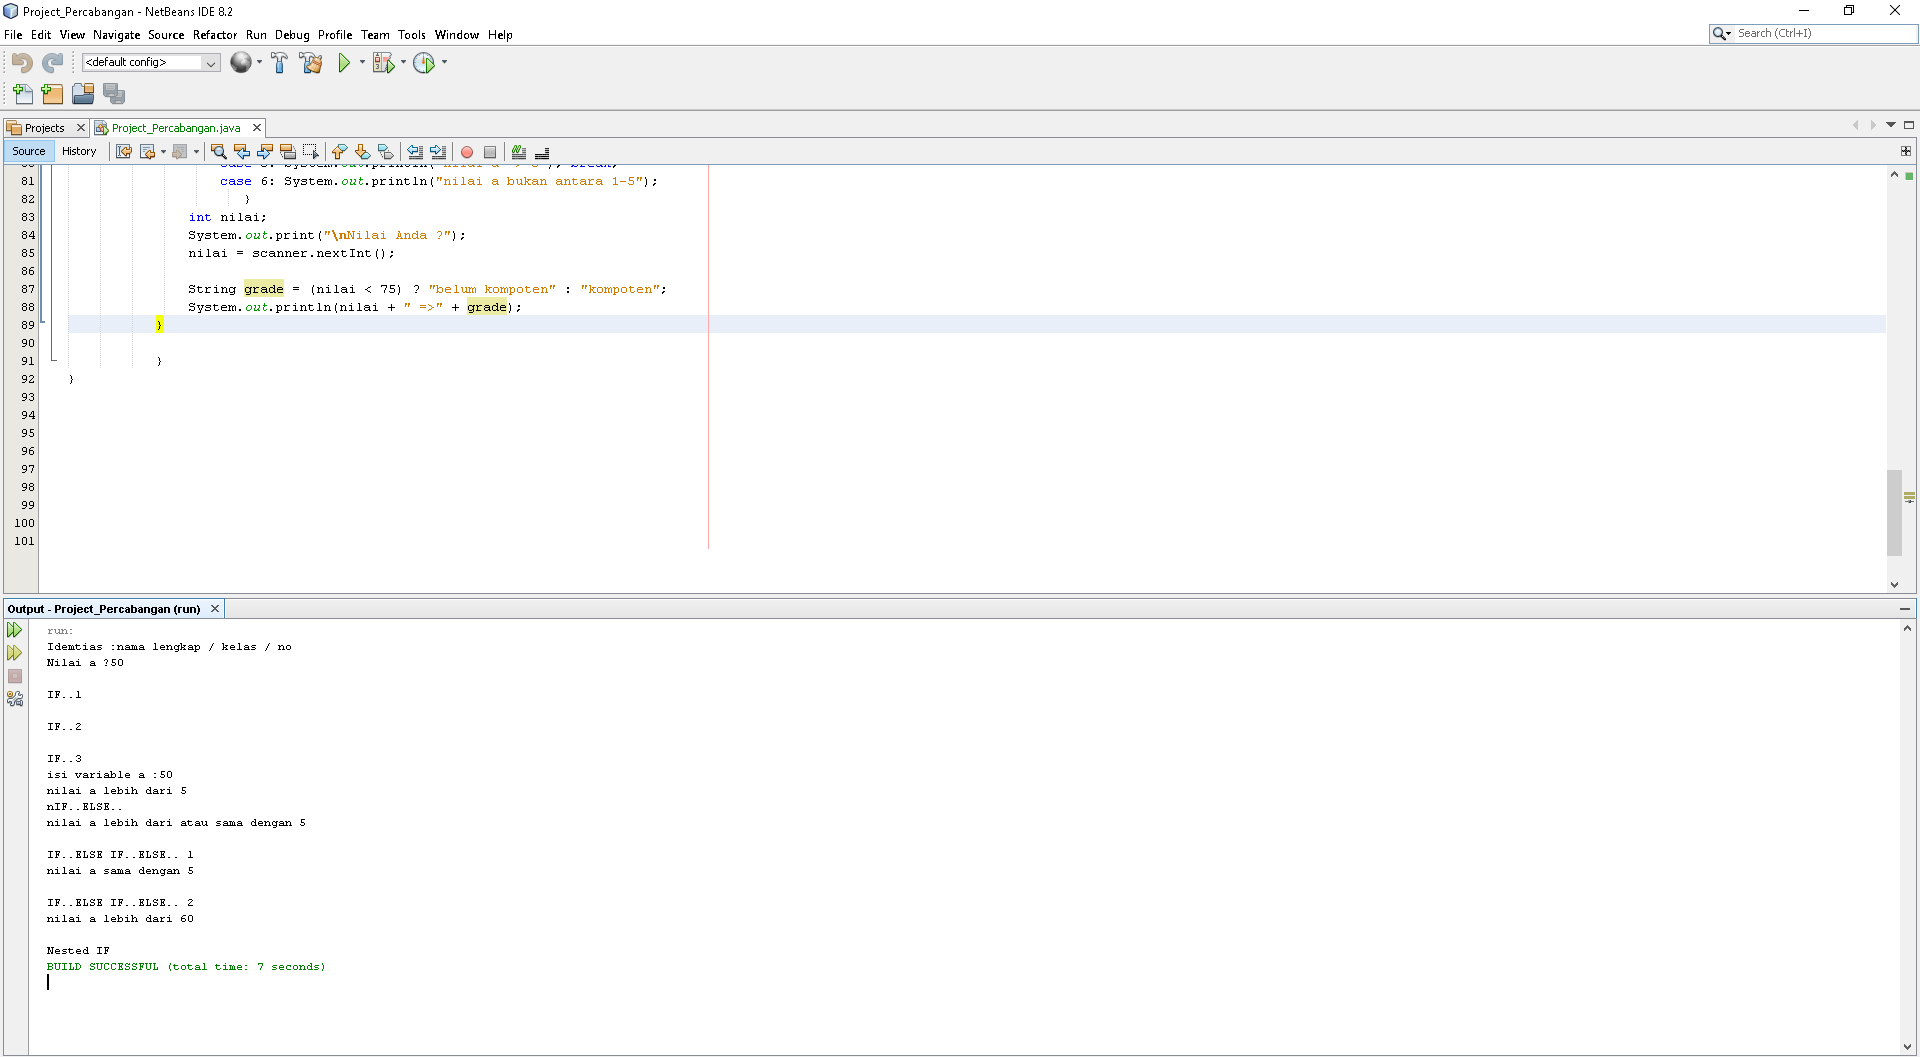 Project_Percabangan - NetBeans IDE 8.2
File Edit View Navigate Source Refactor Run Debug Profile Team Tools Window Help
Search (Ctrl+I)
<default config>
Projects Project_Percabangan.java
Source History
81 case 6: System.out.println("nilai a bukan antara 1-5");
82 }
83 int nilai;
84 System.out.print("\nNilai Anda ?");
85 nilai = scanner.nextInt();
86
87 String grade = (nilai < 75) ? "belum kompoten" : "kompoten";
88 System.out.println(nilai + " =>" + grade);
89 }
90
91 }
92 }
93
94
95
96
97
98
99
100
101
Output - Project_Percabangan (run)
run:
Idemtias :nama lengkap / kelas / no
Nilai a ?50
IF..1
IF..2
IF..3
isi variable a :50
nilai a lebih dari 5
nIF..ELSE..
nilai a lebih dari atau sama dengan 5
IF..ELSE IF..ELSE.. 1
nilai a sama dengan 5
IF..ELSE IF..ELSE.. 2
nilai a lebih dari 60
Nested IF
BUILD SUCCESSFUL (total time: 7 seconds)